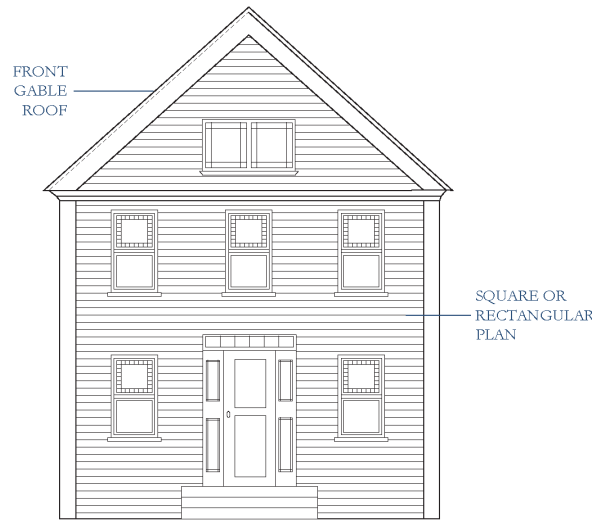 FRONT
GABLE
ROOF
SQUARE OR
RECTANGULAR
PLAN